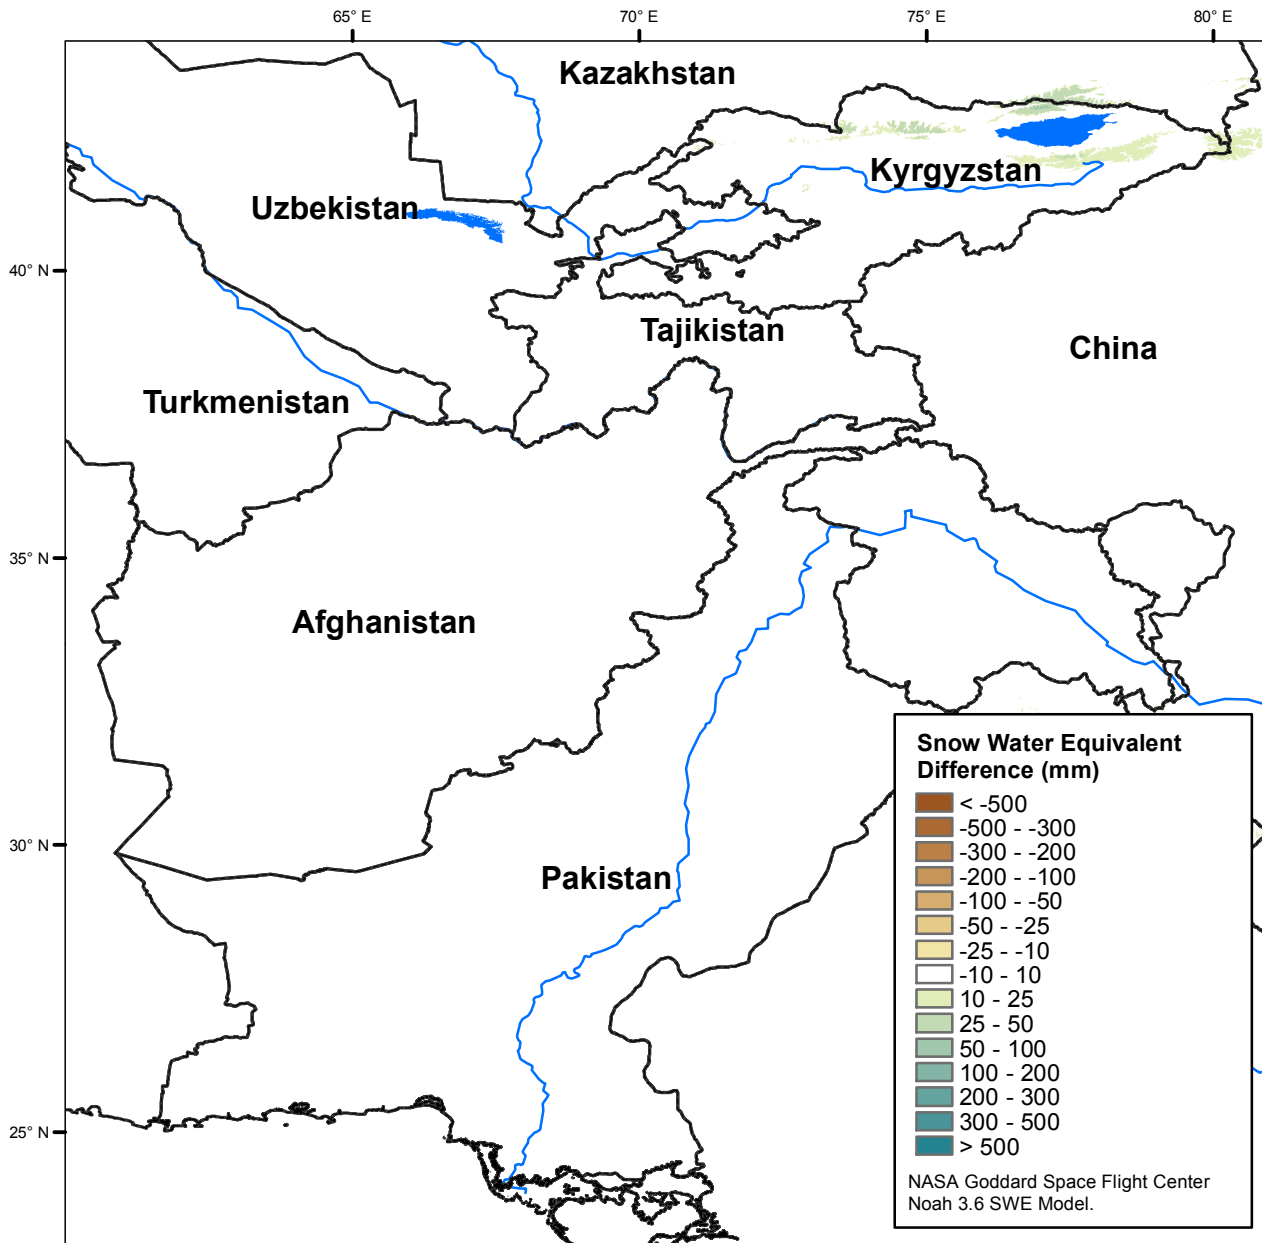 65° E
70° E
75° E
80° E
Kazakhstan
Kyrgyzstan
Uzbekistan
40° N
Tajikistan
China
Turkmenistan
35° N
Afghanistan
30° N
Pakistan
25° N
Snow Water Equivalent
Difference (mm)
< -500
-500 - -300
-300 - -200
-200 - -100
-100 - -50
-50 - -25
-25 - -10
-10 - 10
10 - 25
25 - 50
50 - 100
100 - 200
200 - 300
300 - 500
> 500
NASA Goddard Space Flight Center
Noah 3.6 SWE Model.